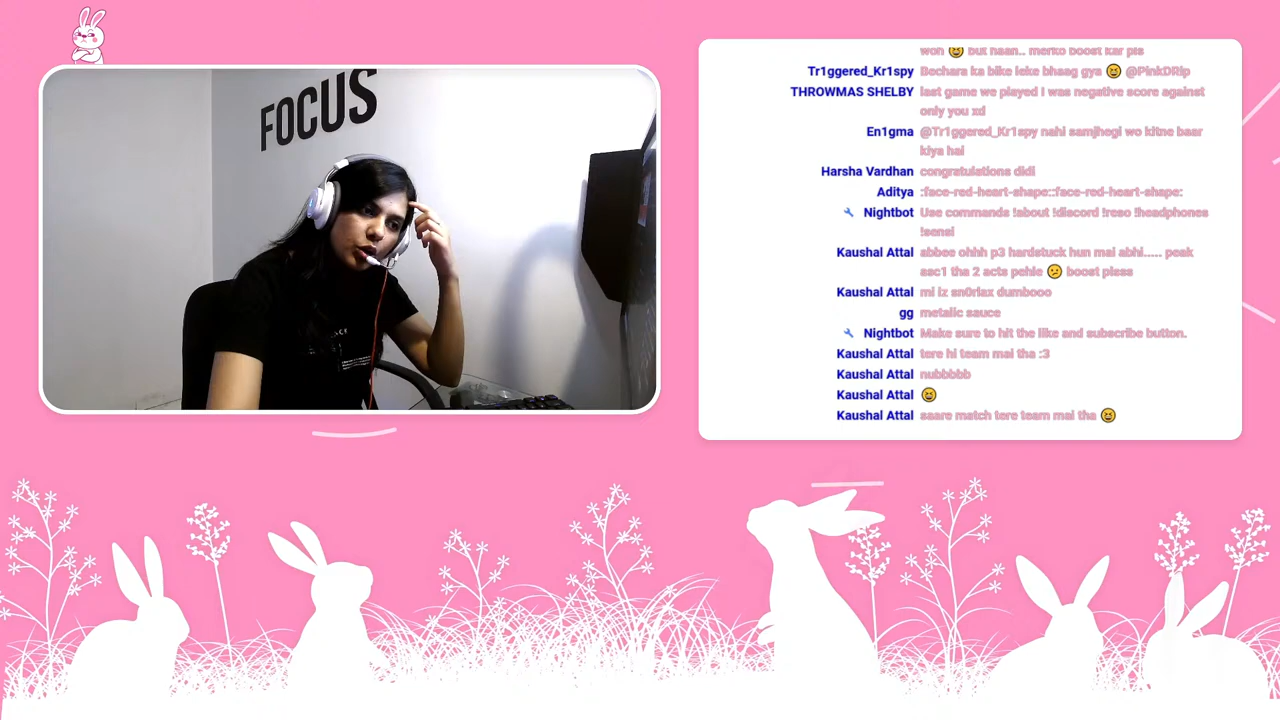 FOCUS
woh 😆 but haan.. merko boost kar pls
Tr1ggered_Kr1spy Bechara ka bike leke bhaag gya 😆 @PinkDRip
THROWMAS SHELBY last game we played I was negative score against
only you xd
En1gma @Tr1ggered_Kr1spy nahi samjhegi wo kitne baar
kiya hai
Harsha Vardhan congratulations didi
Aditya :face-red-heart-shape::face-red-heart-shape:
Nightbot Use commands !about !discord !reso !headphones
!sensi
Kaushal Attal abbee ohhh p3 hardstuck hun mai abhi..... peak
asc1 tha 2 acts pehle 😕 boost plsss
Kaushal Attal mi iz sn0rlax dumbooo
gg metalic sauce
Nightbot Make sure to hit the like and subscribe button.
Kaushal Attal tere hi team mai tha :3
Kaushal Attal nubbbbb
Kaushal Attal 😆
Kaushal Attal saare match tere team mai tha 😆